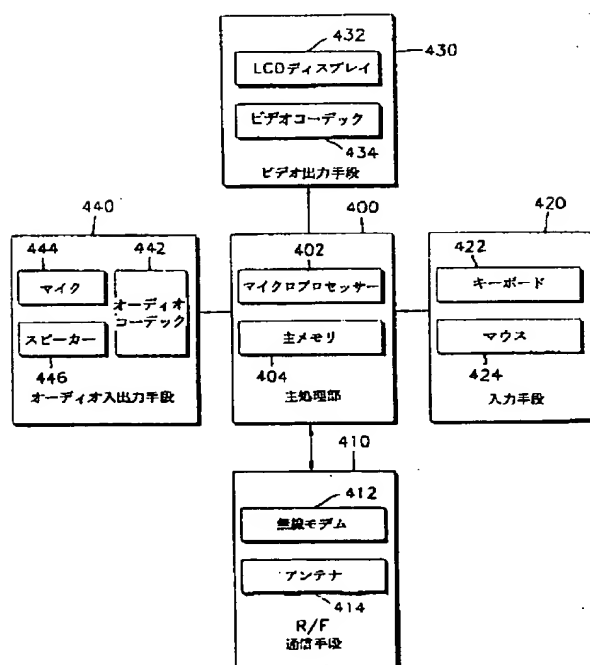 432
430
LCDディスプレイ
ビデオコーデック
434
ビデオ出力手段
440
444
442
マイク
オーディオ
コーデック
スピーカー
446
オーディオ入出力手段
400
402
マイクロプロセッサー
主メモリ
404
主処理部
420
422
キーボード
マウス
424
入力手段
410
412
無線モデム
アンテナ
414
R/F
通信手段